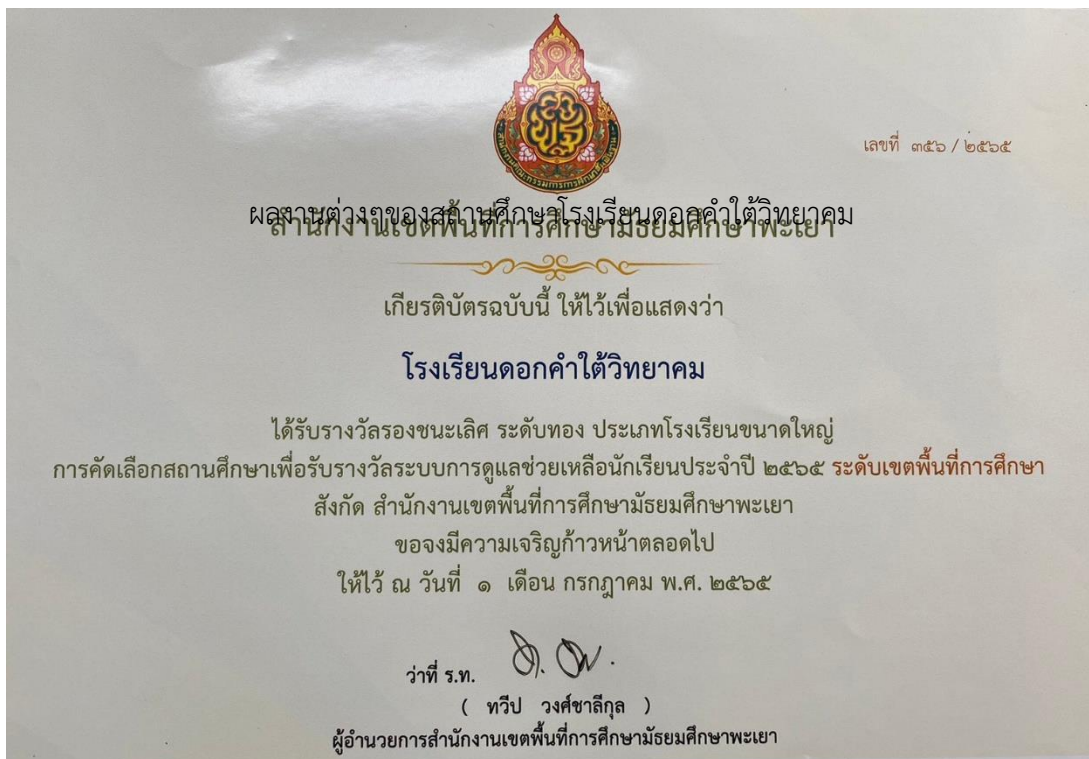 เลขที่ ๓๕๖ / ๒๕๖๕
ผลงานต่างๆของสถานศึกษาโรงเรียนดอกคำใต้วิทยาคม
สำนักงานเขตพื้นที่การศึกษามัธยมศึกษาพะเยา
เกียรติบัตรฉบับนี้ ให้ไว้เพื่อแสดงว่า
โรงเรียนดอกคำใต้วิทยาคม
ได้รับรางวัลรองชนะเลิศ ระดับทอง ประเภทโรงเรียนขนาดใหญ่
การคัดเลือกสถานศึกษาเพื่อรับรางวัลระบบการดูแลช่วยเหลือนักเรียนประจำปี ๒๕๖๕ ระดับเขตพื้นที่การศึกษา
สังกัด สำนักงานเขตพื้นที่การศึกษามัธยมศึกษาพะเยา
ขอจงมีความเจริญก้าวหน้าตลอดไป
ให้ไว้ ณ วันที่ ๑ เดือน กรกฎาคม พ.ศ. ๒๕๖๕
ว่าที่ ร.ท.
( ทวีป วงศ์ชาลีกุล )
ผู้อำนวยการสำนักงานเขตพื้นที่การศึกษามัธยมศึกษาพะเยา